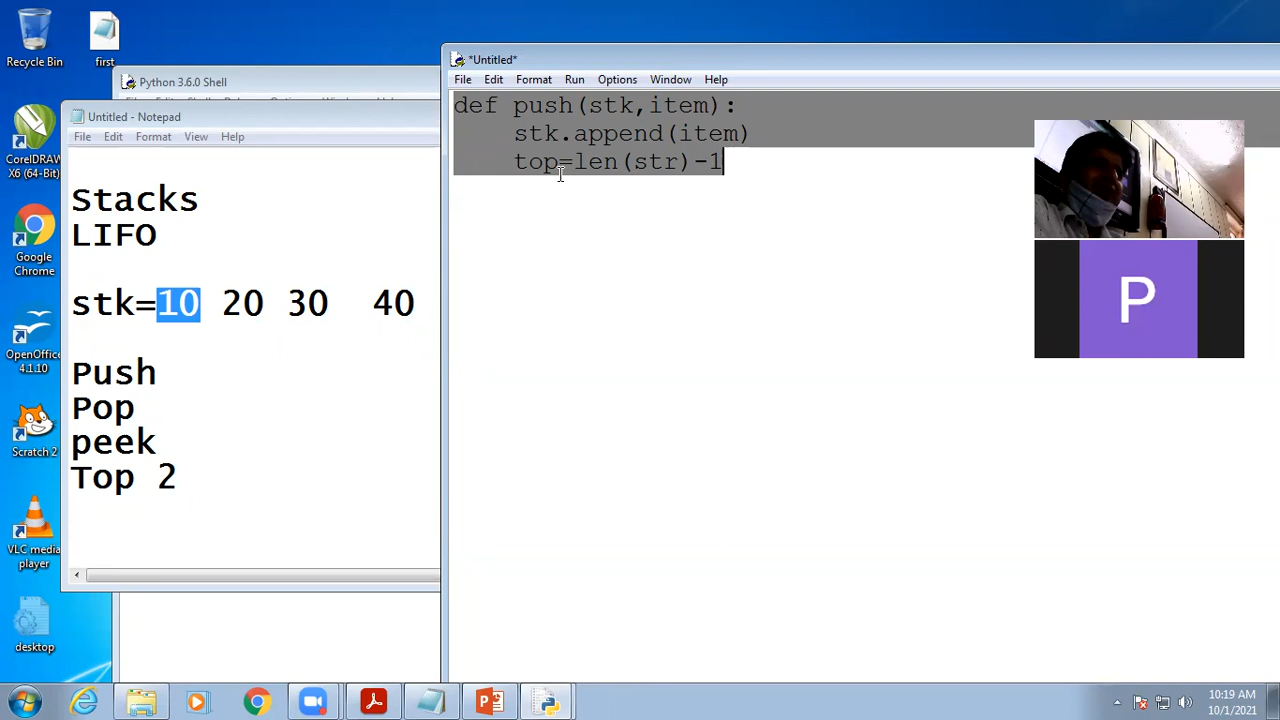 Recycle Bin
first
CorelDRAW
X6 (64-Bit)
Google
Chrome
OpenOffice
4.1.10
Scratch 2
VLC media
player
desktop
Python 3.6.0 Shell
Untitled - Notepad
File Edit Format View Help
Stacks
LIFO
stk=10 20 30 40
Push
Pop
peek
Top 2
*Untitled*
File Edit Format Run Options Window Help
def push(stk,item):
stk.append(item)
top=len(str)-1
P
10:19 AM
10/1/2021